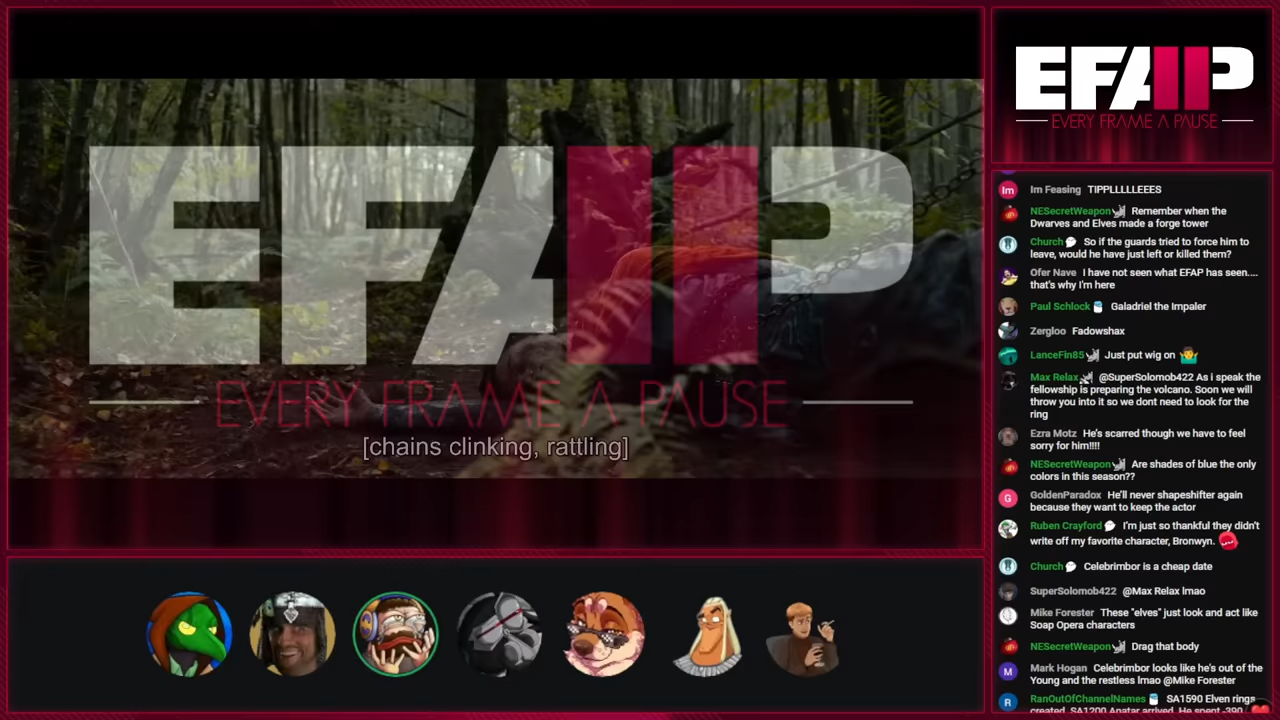 EFAP
EVERY FRAME A PAUSE
[chains clinking, rattling]
EFAP
EVERY FRAME A PAUSE
Im
Im Feasing TIPPLLLLLEEES
NESecretWeapon Remember when the
Dwarves and Elves made a forge tower
Church So if the guards tried to force him to
leave, would he have just left or killed them?
Ofer Nave I have not seen what EFAP has seen....
that's why I'm here
Paul Schlock Galadriel the Impaler
Zergloo Fadowshax
LanceFin85 Just put wig on
Max Relax @SuperSolomob422 As i speak the
fellowship is preparing the volcano. Soon we will
throw you into it so we dont need to look for the
ring
Ezra Motz He's scarred though we have to feel
sorry for him!!!!
NESecretWeapon Are shades of blue the only
colors in this season??
G
GoldenParadox He'll never shapeshifter again
because they want to keep the actor
Ruben Crayford I'm just so thankful they didn't
write off my favorite character, Bronwyn.
Church Celebrimbor is a cheap date
SuperSolomob422 @Max Relax lmao
Mike Forester These "elves" just look and act like
Soap Opera characters
NESecretWeapon Drag that body
M
Mark Hogan Celebrimbor looks like he's out of the
Young and the restless lmao @Mike Forester
R
RanOutOfChannelNames SA1590 Elven rings
created. SA1200 Anatar arrived. He spent -390